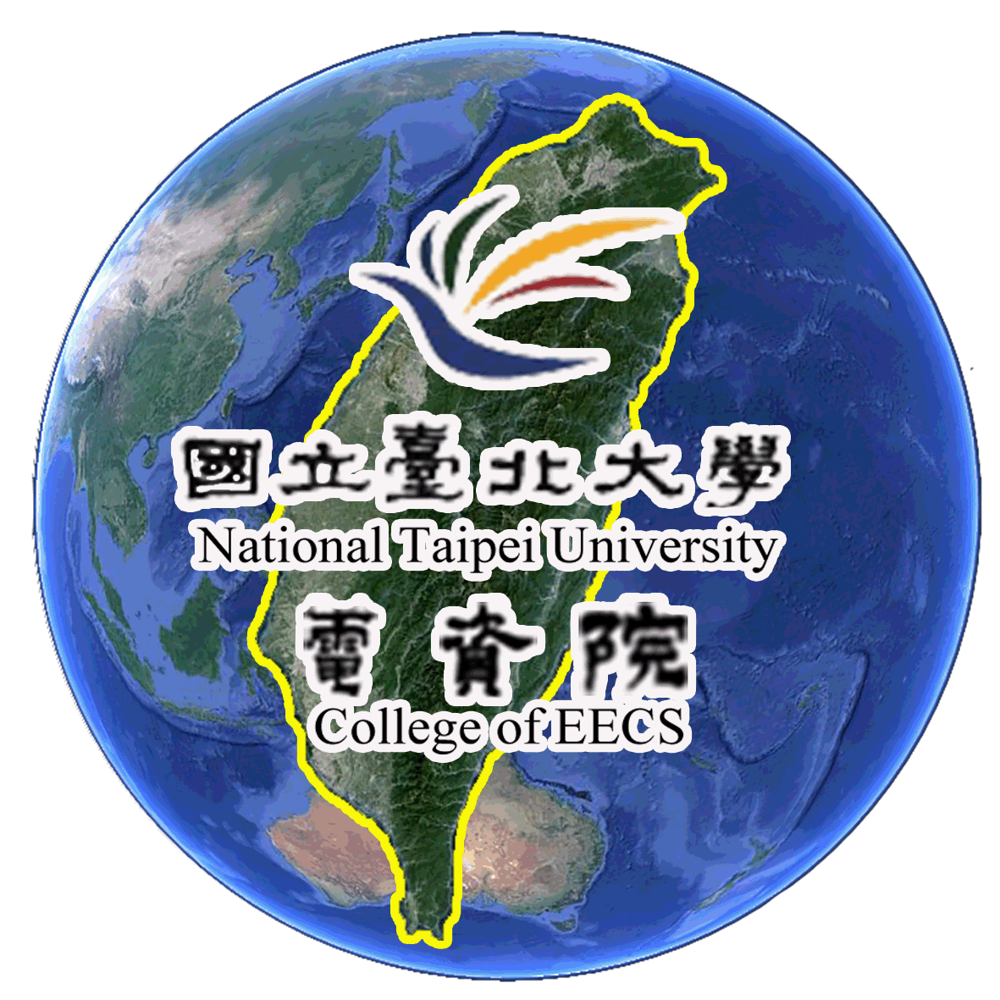 國立臺北大學
National Taipei University
電資院
College of EECS